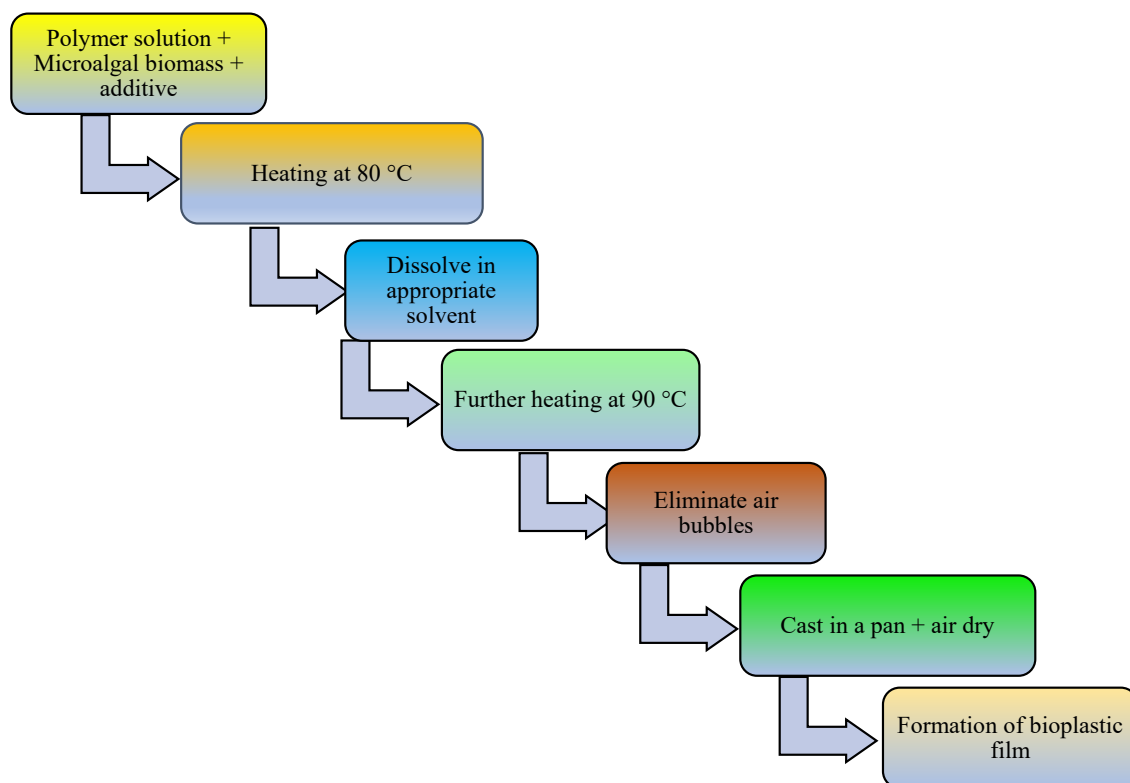 Polymer solution +
Microalgal biomass +
additive
Heating at 80 °C
Dissolve in
appropriate
solvent
Further heating at 90 °C
Eliminate air
bubbles
Cast in a pan + air dry
Formation of bioplastic
film